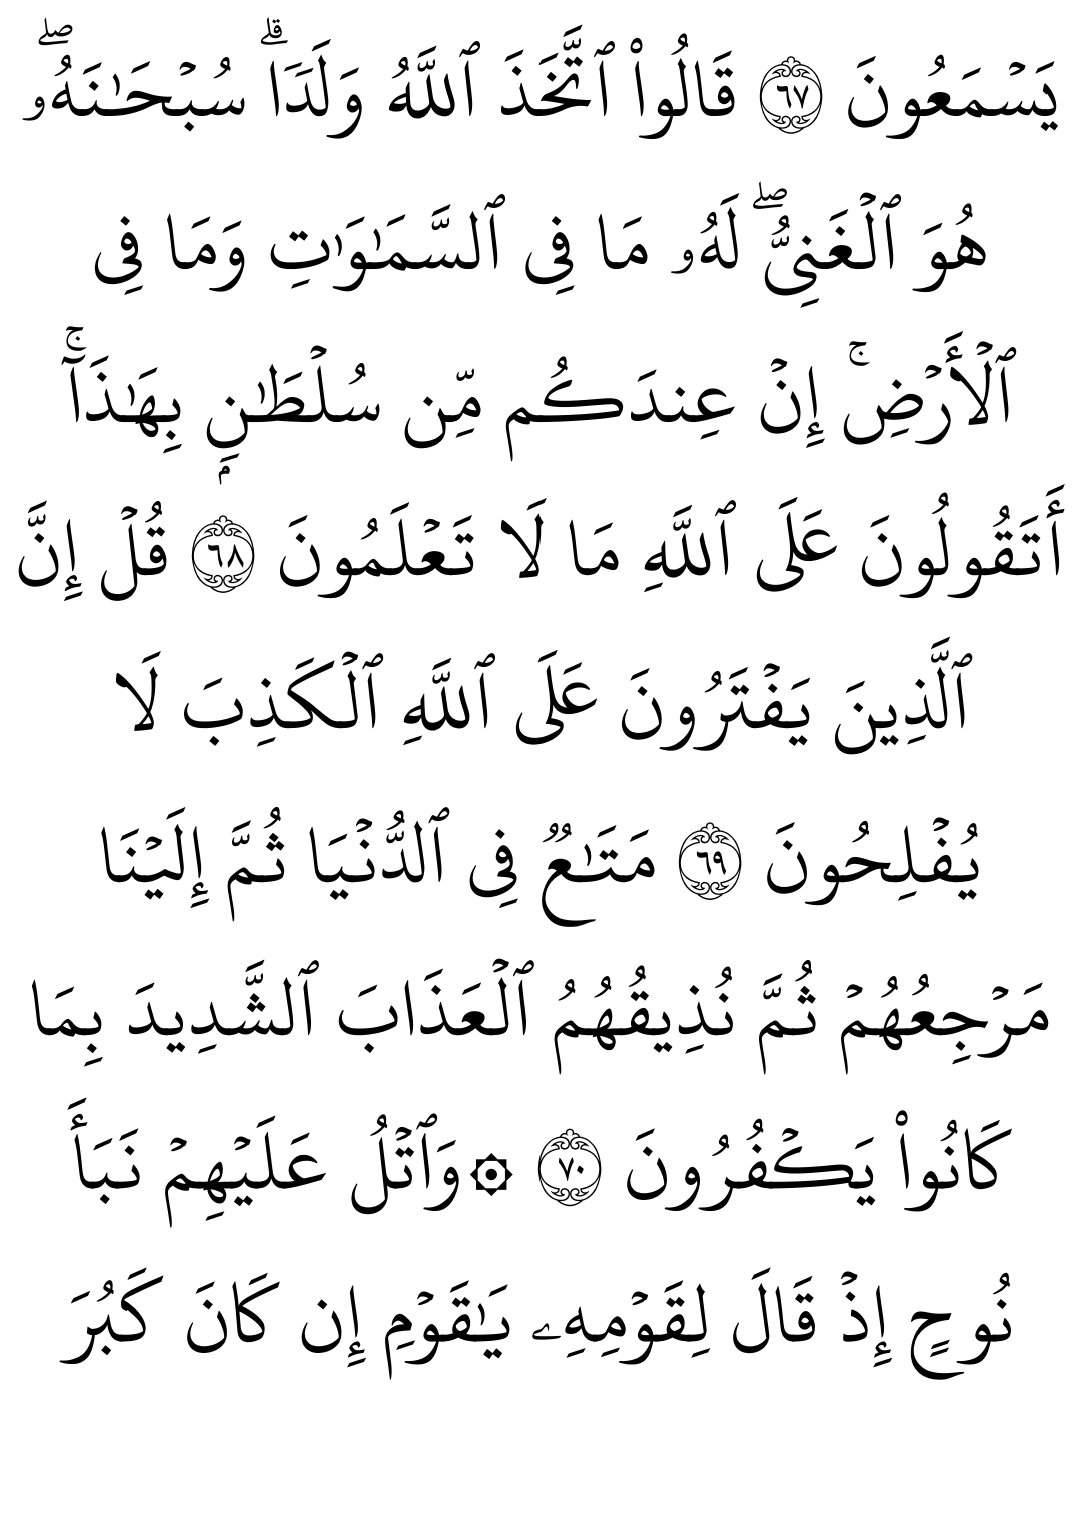 يَسۡمَعُونَ ٦٧ قَالُواْ ٱتَّخَذَ ٱللَّهُ وَلَدٗاۗ سُبۡحَٰنَهُۥۖ
هُوَ ٱلۡغَنِيُّۖ لَهُۥ مَا فِي ٱلسَّمَٰوَٰتِ وَمَا فِي
ٱلۡأَرۡضِۚ إِنۡ عِندَكُم مِّن سُلۡطَٰنِۭ بِهَٰذَآۚ
أَتَقُولُونَ عَلَى ٱللَّهِ مَا لَا تَعۡلَمُونَ ٦٨ قُلۡ إِنَّ
ٱلَّذِينَ يَفۡتَرُونَ عَلَى ٱللَّهِ ٱلۡكَذِبَ لَا
يُفۡلِحُونَ ٦٩ مَتَٰعٞ فِي ٱلدُّنۡيَا ثُمَّ إِلَيۡنَا
مَرۡجِعُهُمۡ ثُمَّ نُذِيقُهُمُ ٱلۡعَذَابَ ٱلشَّدِيدَ بِمَا
كَانُواْ يَكۡفُرُونَ ٧٠ ۞وَٱتۡلُ عَلَيۡهِمۡ نَبَأَ
نُوحٍ إِذۡ قَالَ لِقَوۡمِهِۦ يَٰقَوۡمِ إِن كَانَ كَبُرَ